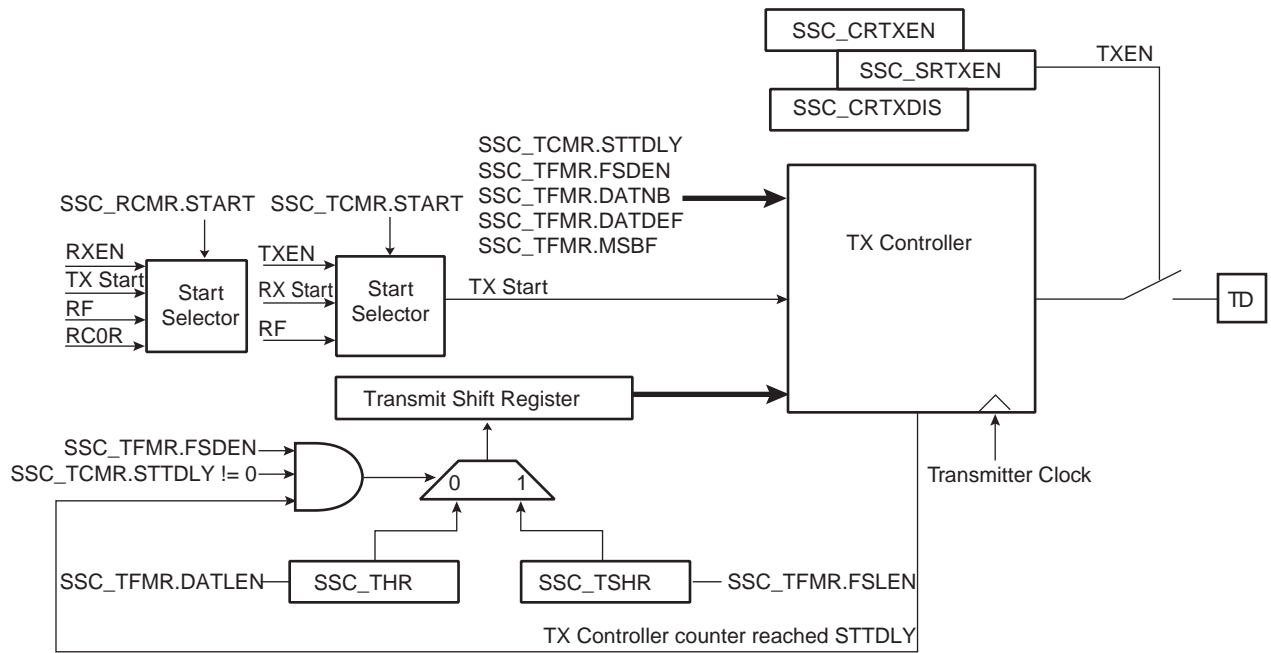 SSC_CRTXEN
SSC_SRTXEN
TXEN
SSC_CRTXDIS
SSC_TCMR.STTDLY
SSC_TFMR.FSDEN
SSC_TFMR.DATNB
SSC_TFMR.DATDEF
SSC_TFMR.MSBF
SSC_RCMR.START
SSC_TCMR.START
RXEN
TX Start
RF
RC0R
Start
Selector
TXEN
RX Start
RF
Start
Selector
TX Start
TX Controller
TD
Transmit Shift Register
SSC_TFMR.FSDEN
SSC_TCMR.STTDLY != 0
0
1
Transmitter Clock
SSC_TFMR.DATLEN
SSC_THR
SSC_TSHR
SSC_TFMR.FSLEN
TX Controller counter reached STTDLY